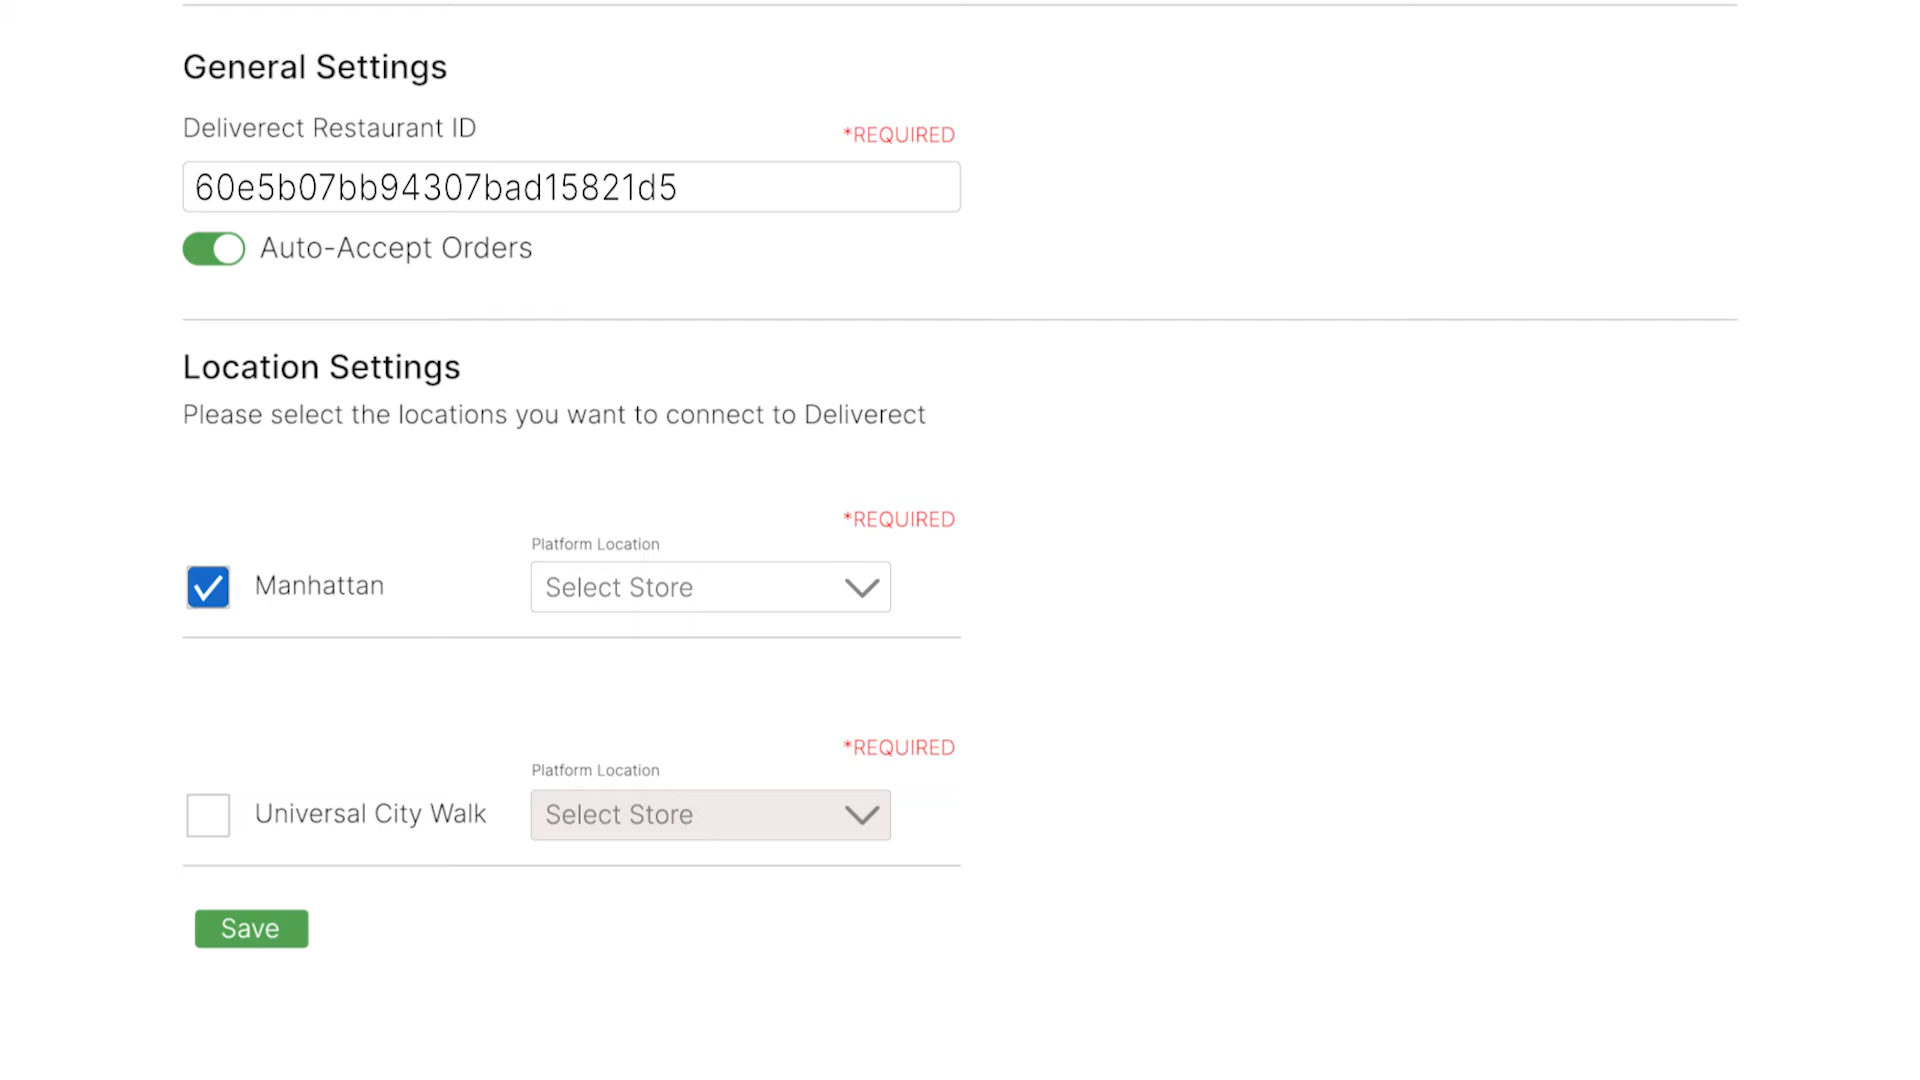 General Settings
Deliverect Restaurant ID
*REQUIRED
60e5b07bb94307bad15821d5
Auto-Accept Orders
Location Settings
Please select the locations you want to connect to Deliverect
*REQUIRED
Platform Location
Manhattan
Select Store
*REQUIRED
Platform Location
Universal City Walk
Select Store
Save